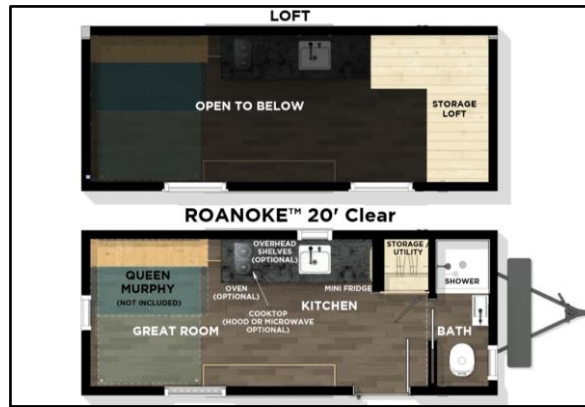 LOFT
OPEN TO BELOW
STORAGE
LOFT
ROANOKE™ 20' Clear
OVERHEAD
SHELVES
(OPTIONAL)
STORAGE /
UTILITY
SHOWER
QUEEN
MURPHY
(NOT INCLUDED)
OVEN
(OPTIONAL)
MINI FRIDGE
COOKTOP
(HOOD OR MICROWAVE
OPTIONAL)
KITCHEN
GREAT ROOM
BATH